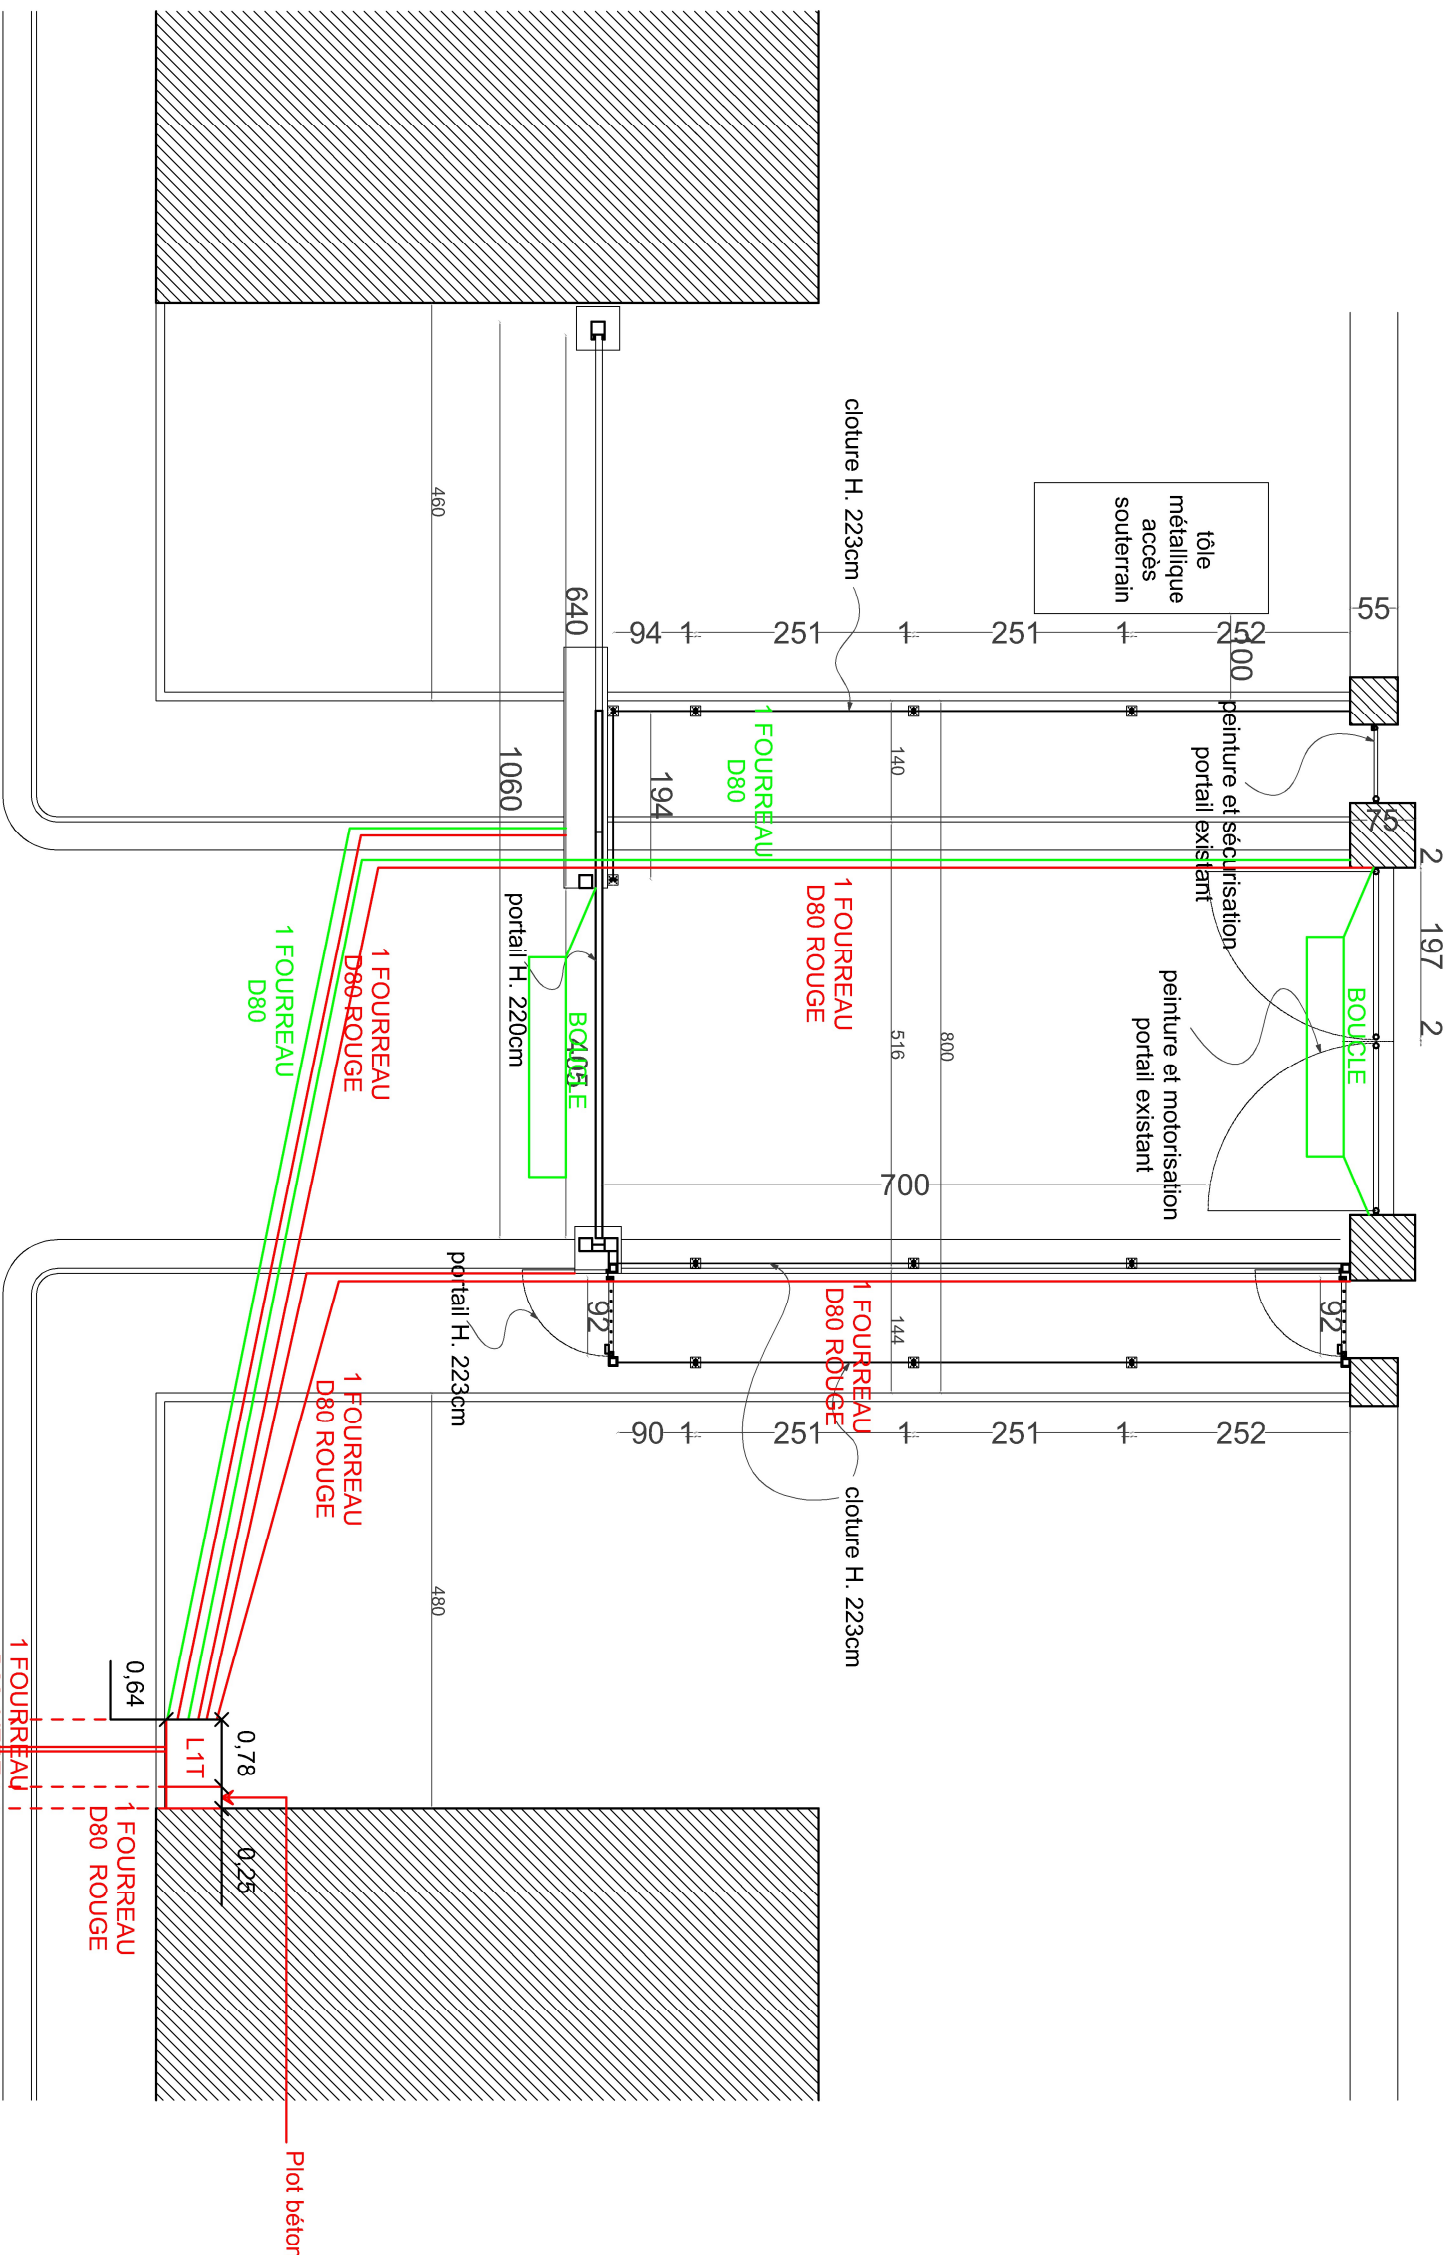 55
94
1
251
1
251
1
252
100
tôle
métallique
accès
souterrain
cloture H. 223cm
460
640
1060
194
140
1 FOURREAU
D80
peinture et sécurisation
portail existant
75
2
197
2
1 FOURREAU
D80 ROUGE
516
800
peinture et motorisation
portail existant
BOUCLE
portail H. 220cm
BOUCLE
405
1 FOURREAU
D80 ROUGE
1 FOURREAU
D80
700
92
92
144
portail H. 223cm
1 FOURREAU
D80 ROUGE
1 FOURREAU
D80 ROUGE
90
1
251
1
251
1
252
cloture H. 223cm
480
0,64
0,78
0,25
L1T
1 FOURREAU
1 FOURREAU
D80 ROUGE
Plot béton